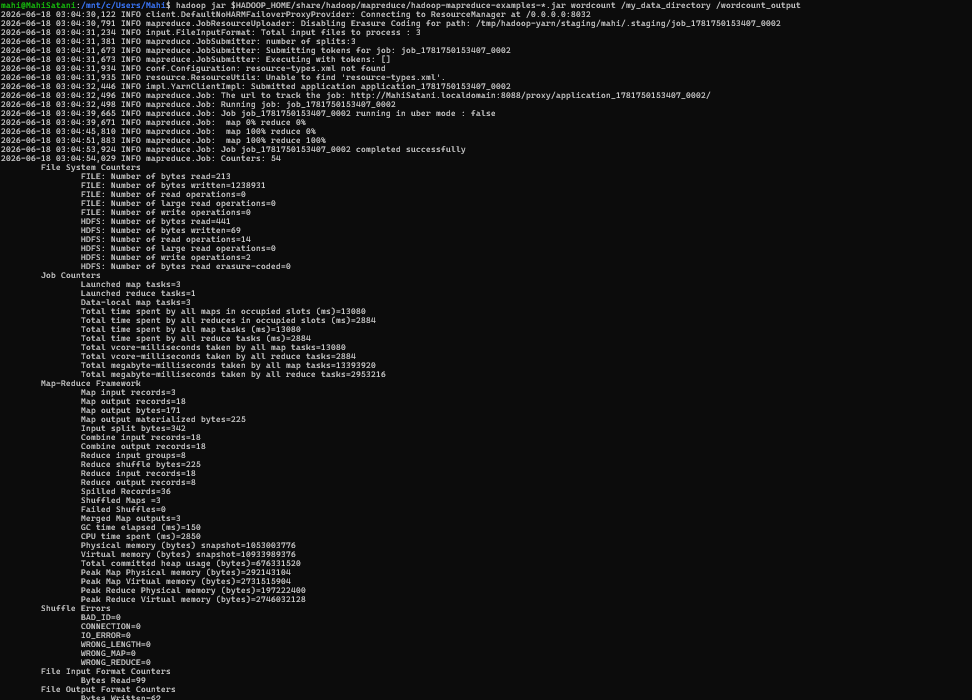 mahi@MahiSatani:/mnt/c/Users/Mahi$ hadoop jar $HADOOP_HOME/share/hadoop/mapreduce/hadoop-mapreduce-examples-*.jar wordcount /my_data_directory /wordcount_output
2026-06-18 03:04:30,122 INFO client.DefaultNoHARMFailoverProxyProvider: Connecting to ResourceManager at /0.0.0.0:8032
2026-06-18 03:04:30,791 INFO mapreduce.JobResourceUploader: Disabling Erasure Coding for path: /tmp/hadoop-yarn/staging/mahi/.staging/job_1781750153407_0002
2026-06-18 03:04:31,234 INFO input.FileInputFormat: Total input files to process : 3
2026-06-18 03:04:31,381 INFO mapreduce.JobSubmitter: number of splits:3
2026-06-18 03:04:31,673 INFO mapreduce.JobSubmitter: Submitting tokens for job: job_1781750153407_0002
2026-06-18 03:04:31,673 INFO mapreduce.JobSubmitter: Executing with tokens: []
2026-06-18 03:04:31,934 INFO conf.Configuration: resource-types.xml not found
2026-06-18 03:04:31,935 INFO resource.ResourceUtils: Unable to find 'resource-types.xml'.
2026-06-18 03:04:32,446 INFO impl.YarnClientImpl: Submitted application application_1781750153407_0002
2026-06-18 03:04:32,496 INFO mapreduce.Job: The url to track the job: http://MahiSatani.localdomain:8088/proxy/application_1781750153407_0002/
2026-06-18 03:04:32,498 INFO mapreduce.Job: Running job: job_1781750153407_0002
2026-06-18 03:04:39,665 INFO mapreduce.Job: Job job_1781750153407_0002 running in uber mode : false
2026-06-18 03:04:39,671 INFO mapreduce.Job:  map 0% reduce 0%
2026-06-18 03:04:45,810 INFO mapreduce.Job:  map 100% reduce 0%
2026-06-18 03:04:51,883 INFO mapreduce.Job:  map 100% reduce 100%
2026-06-18 03:04:53,924 INFO mapreduce.Job: Job job_1781750153407_0002 completed successfully
2026-06-18 03:04:54,029 INFO mapreduce.Job: Counters: 54
File System Counters
FILE: Number of bytes read=213
FILE: Number of bytes written=1238931
FILE: Number of read operations=0
FILE: Number of large read operations=0
FILE: Number of write operations=0
HDFS: Number of bytes read=441
HDFS: Number of bytes written=69
HDFS: Number of read operations=14
HDFS: Number of large read operations=0
HDFS: Number of write operations=2
HDFS: Number of bytes read erasure-coded=0
Job Counters
Launched map tasks=3
Launched reduce tasks=1
Data-local map tasks=3
Total time spent by all maps in occupied slots (ms)=13080
Total time spent by all reduces in occupied slots (ms)=2884
Total time spent by all map tasks (ms)=13080
Total time spent by all reduce tasks (ms)=2884
Total vcore-milliseconds taken by all map tasks=13080
Total vcore-milliseconds taken by all reduce tasks=2884
Total megabyte-milliseconds taken by all map tasks=13393920
Total megabyte-milliseconds taken by all reduce tasks=2953216
Map-Reduce Framework
Map input records=3
Map output records=18
Map output bytes=171
Map output materialized bytes=225
Input split bytes=342
Combine input records=18
Combine output records=18
Reduce input groups=8
Reduce shuffle bytes=225
Reduce input records=18
Reduce output records=8
Spilled Records=36
Shuffled Maps =3
Failed Shuffles=0
Merged Map outputs=3
GC time elapsed (ms)=150
CPU time spent (ms)=2850
Physical memory (bytes) snapshot=1053003776
Virtual memory (bytes) snapshot=10933989376
Total committed heap usage (bytes)=676331520
Peak Map Physical memory (bytes)=292143104
Peak Map Virtual memory (bytes)=2731515904
Peak Reduce Physical memory (bytes)=197222400
Peak Reduce Virtual memory (bytes)=2746032128
Shuffle Errors
BAD_ID=0
CONNECTION=0
IO_ERROR=0
WRONG_LENGTH=0
WRONG_MAP=0
WRONG_REDUCE=0
File Input Format Counters
Bytes Read=99
File Output Format Counters
Bytes Written=69